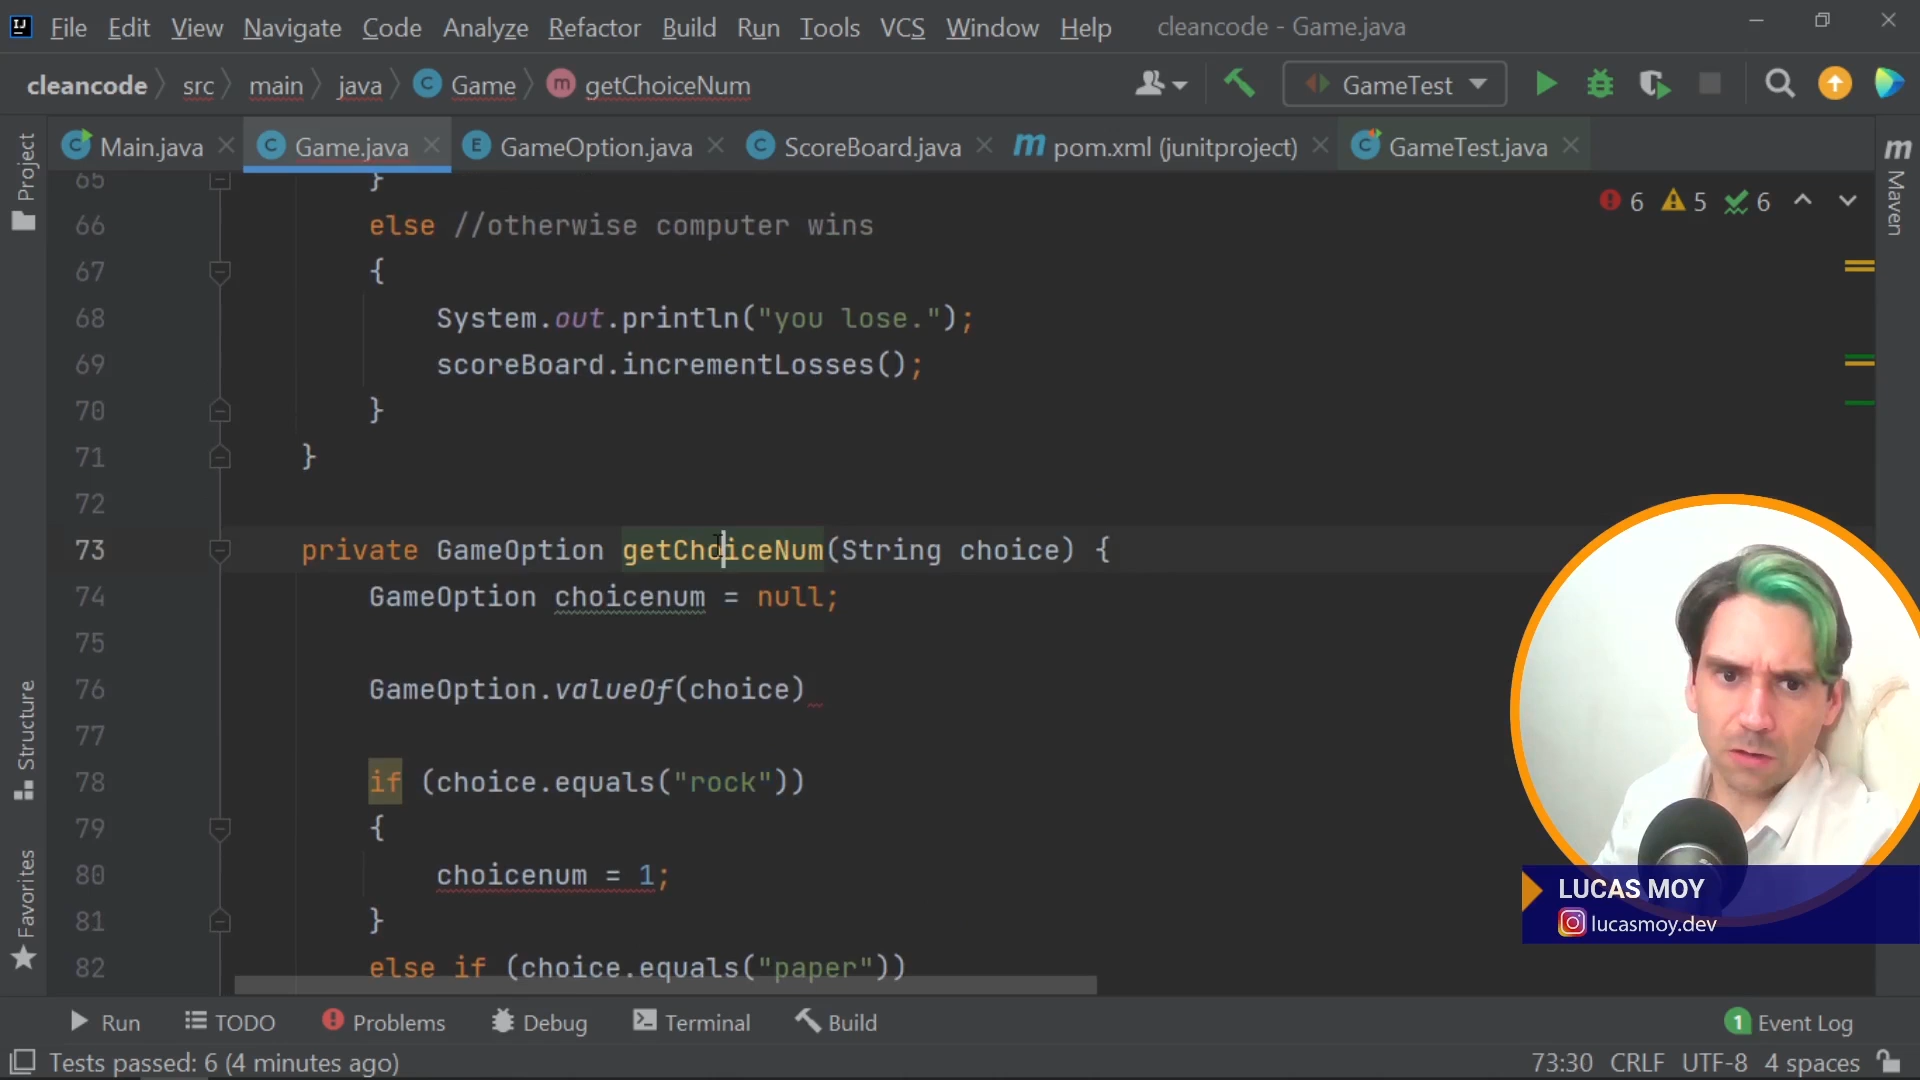 File Edit View Navigate Code Analyze Refactor Build Run Tools VCS Window Help cleancode - Game.java
cleancode src main java Game getChoiceNum GameTest
Main.java Game.java GameOption.java ScoreBoard.java pom.xml (junitproject) GameTest.java
Project
Structure
Favorites
Maven
6 5 6
65 }
66 else //otherwise computer wins
67 {
68 System.out.println("you lose.");
69 scoreBoard.incrementLosses();
70 }
71 }
72
73 private GameOption getChoiceNum(String choice) {
74 GameOption choicenum = null;
75
76 GameOption.valueOf(choice)
77
78 if (choice.equals("rock"))
79 {
80 choicenum = 1;
81 }
82 else if (choice.equals("paper"))
LUCAS MOY
lucasmoy.dev
Run TODO Problems Debug Terminal Build 1 Event Log
Tests passed: 6 (4 minutes ago) 73:30 CRLF UTF-8 4 spaces